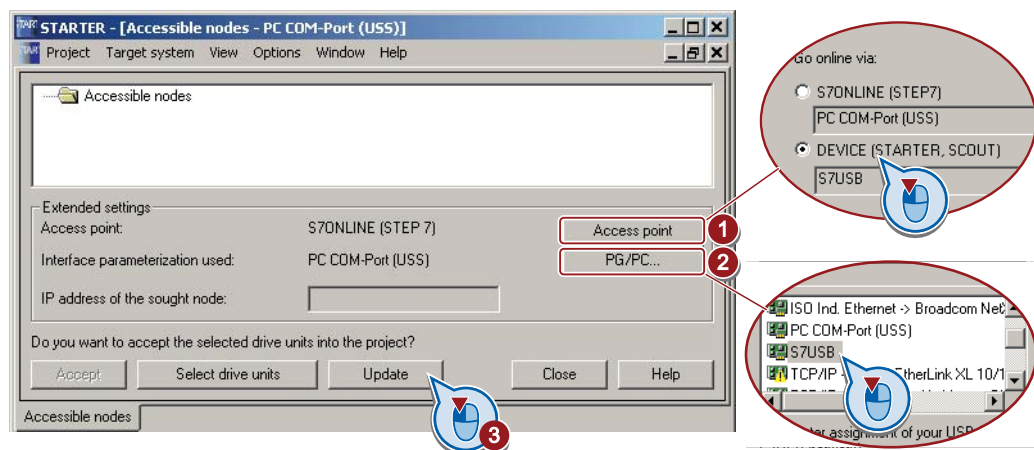 STARTER - [Accessible nodes - PC COM-Port (USS)]
Project Target system View Options Window Help
Accessible nodes
Extended settings
Access point: S7ONLINE (STEP 7) Access point
1
Interface parameterization used: PC COM-Port (USS) PG/PC...
2
IP address of the sought node:
Do you want to accept the selected drive units into the project?
Accept Select drive units Update Close Help
3
Accessible nodes
Go online via:
S7ONLINE (STEP7)
PC COM-Port (USS)
DEVICE (STARTER, SCOUT)
S7USB
ISO Ind. Ethernet -> Broadcom Net
PC COM-Port (USS)
S7USB
TCP/IP - EtherLink XL 10/1
assignment of your USB